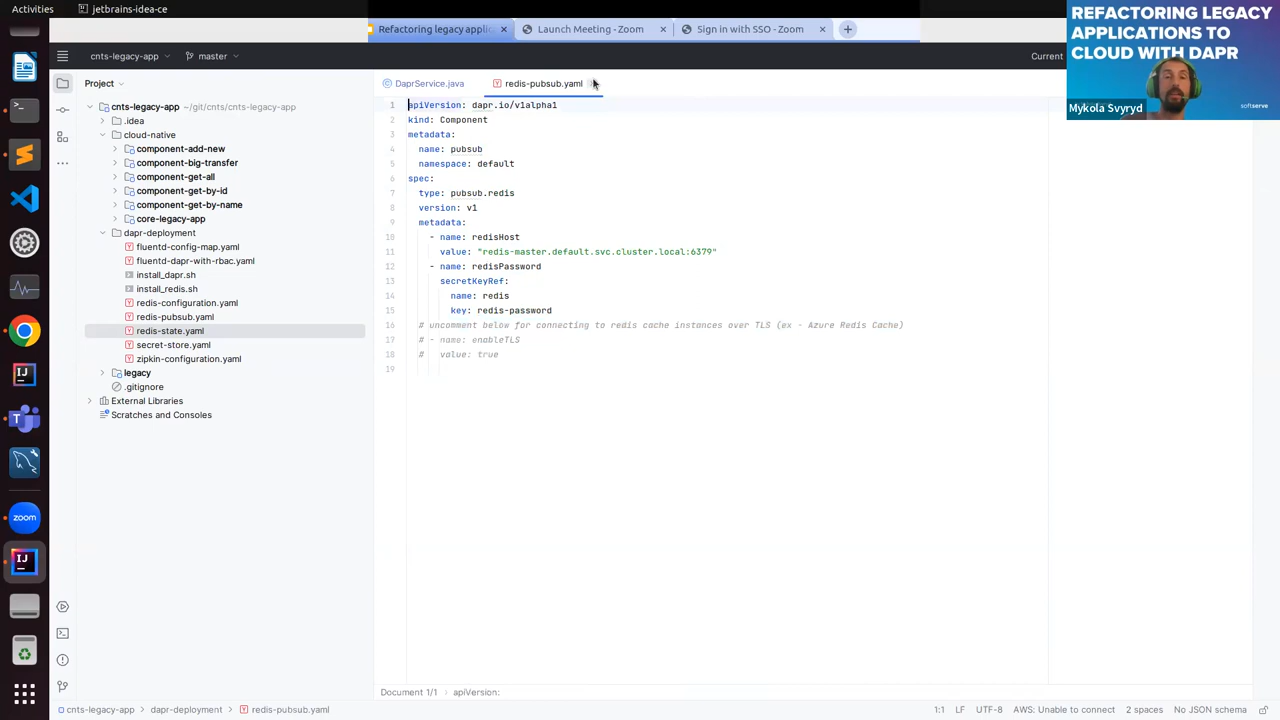 Activities
jetbrains-idea-ce
Refactoring legacy applic
Launch Meeting - Zoom
Sign in with SSO - Zoom
cnts-legacy-app
master
Current
REFACTORING LEGACY
APPLICATIONS TO
CLOUD WITH DAPR
Mykola Svyryd
softserve
Project
DaprService.java
redis-pubsub.yaml
cnts-legacy-app ~/git/cnts/cnts-legacy-app
.idea
cloud-native
component-add-new
component-big-transfer
component-get-all
component-get-by-id
component-get-by-name
core-legacy-app
dapr-deployment
fluentd-config-map.yaml
fluentd-dapr-with-rbac.yaml
install_dapr.sh
install_redis.sh
redis-configuration.yaml
redis-pubsub.yaml
redis-state.yaml
secret-store.yaml
zipkin-configuration.yaml
legacy
.gitignore
External Libraries
Scratches and Consoles
1 apiVersion: dapr.io/v1alpha1
2 kind: Component
3 metadata:
4 name: pubsub
5 namespace: default
6 spec:
7 type: pubsub.redis
8 version: v1
9 metadata:
10 - name: redisHost
11 value: "redis-master.default.svc.cluster.local:6379"
12 - name: redisPassword
13 secretKeyRef:
14 name: redis
15 key: redis-password
16 # uncomment below for connecting to redis cache instances over TLS (ex - Azure Redis Cache)
17 # - name: enableTLS
18 # value: true
19
zoom
Document 1/1 › apiVersion:
cnts-legacy-app › dapr-deployment › redis-pubsub.yaml
1:1 LF UTF-8 AWS: Unable to connect 2 spaces No JSON schema